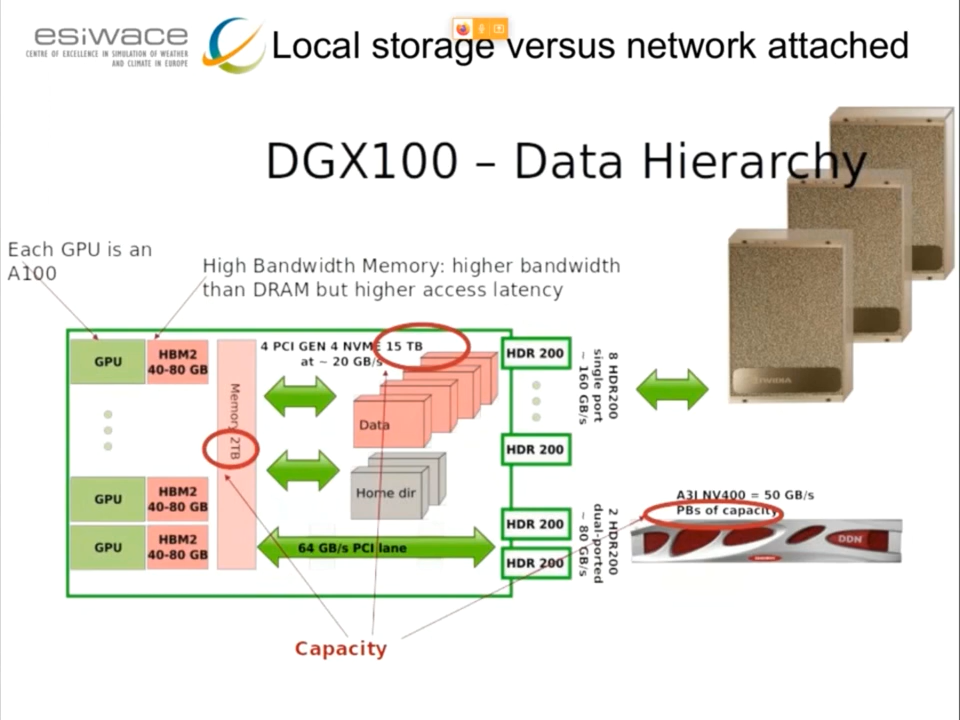 esiwace
CENTRE OF EXCELLENCE IN SIMULATION OF WEATHER
AND CLIMATE IN EUROPE
Local storage versus network attached
DGX100 – Data Hierarchy
Each GPU is an
A100
High Bandwidth Memory: higher bandwidth
than DRAM but higher access latency
4 PCI GEN 4 NVME 15 TB
at ~ 20 GB/s
GPU
HBM2
40-80 GB
Memory 2TB
Data
Home dir
HDR 200
8 HDR200
single port
~ 160 GB/s
NVIDIA
HDR 200
GPU
HBM2
40-80 GB
GPU
HBM2
40-80 GB
64 GB/s PCI lane
HDR 200
HDR 200
2 HDR200
dual-ported
~ 80 GB/s
A3I NV400 = 50 GB/s
PBs of capacity
DDN
Capacity